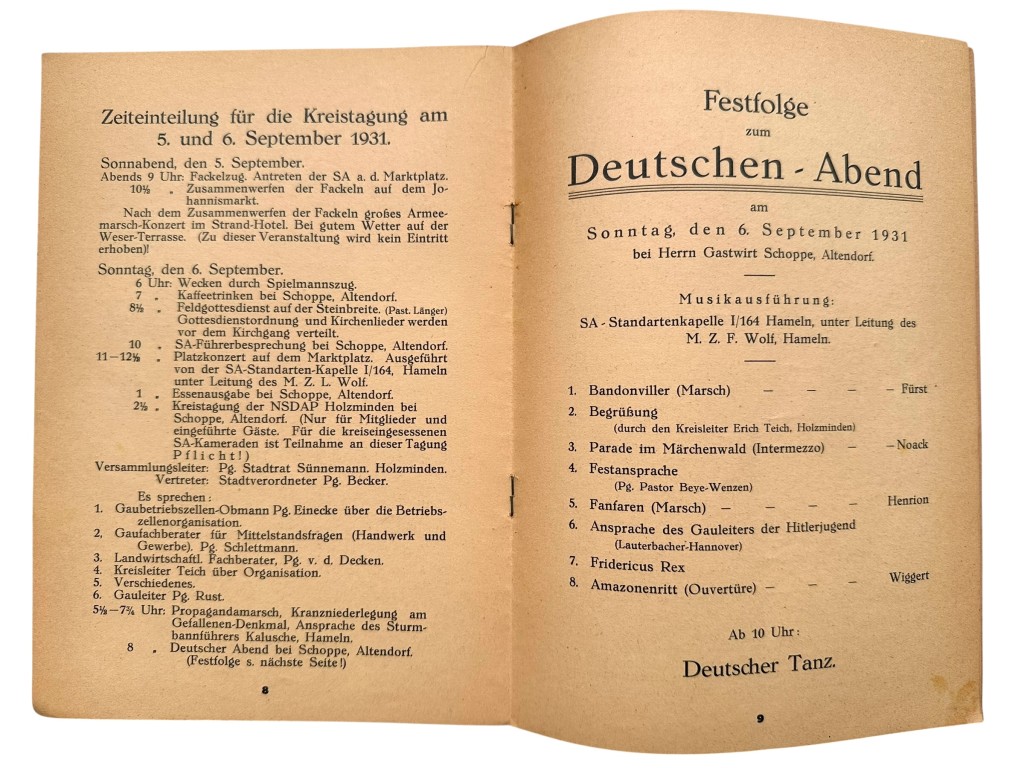 Zeiteinteilung für die Kreistagung am
5. und 6. September 1931.
Sonnabend, den 5. September.
Abends 9 Uhr: Fackelzug. Antreten der SA a. d. Marktplatz.
10½ „ Zusammenwerfen der Fackeln auf dem Jo-
hannismarkt.
Nach dem Zusammenwerfen der Fackeln großes Armee-
marsch-Konzert im Strand-Hotel. Bei gutem Wetter auf der
Weser-Terrasse. (Zu dieser Veranstaltung wird kein Eintritt
erhoben)!
Sonntag, den 6. September.
6 Uhr: Wecken durch Spielmannszug.
7 „ Kaffeetrinken bei Schoppe, Altendorf.
8½ „ Feldgottesdienst auf der Steinbreite. (Past. Länger)
Gottesdienstordnung und Kirchenlieder werden
vor dem Kirchgang verteilt.
10 „ SA-Führerbesprechung bei Schoppe, Altendorf.
11—12½ „ Platzkonzert auf dem Marktplatz. Ausgeführt
von der SA-Standarten-Kapelle I/164, Hameln
unter Leitung des M. Z. L. Wolf.
1 „ Essenausgabe bei Schoppe, Altendorf.
2½ „ Kreistagung der NSDAP Holzminden bei
Schoppe, Altendorf. (Nur für Mitglieder und
eingeführte Gäste. Für die kreiseingesessenen
SA-Kameraden ist Teilnahme an dieser Tagung
Pflicht!)
Versammlungsleiter: Pg. Stadtrat Sünnemann. Holzminden.
Vertreter: Stadtverordneter Pg. Becker.
Es sprechen:
1. Gaubetriebszellen-Obmann Pg. Einecke über die Betriebs-
zellenorganisation.
2, Gaufachberater für Mittelstandsfragen (Handwerk und
Gewerbe). Pg. Schlettmann.
3. Landwirtschaftl. Fachberater, Pg. v. d. Decken.
4. Kreisleiter Teich über Organisation.
5. Verschiedenes.
6. Gauleiter Pg. Rust.
5½—7¾ Uhr: Propagandamarsch, Kranzniederlegung am
Gefallenen-Denkmal, Ansprache des Sturm-
bannführers Kalusche, Hameln.
8 „ Deutscher Abend bei Schoppe, Altendorf.
(Festfolge s. nächste Seite!)
8
Festfolge
zum
Deutschen - Abend
am
Sonntag, den 6. September 1931
bei Herrn Gastwirt Schoppe, Altendorf.
Musikausführung:
SA-Standartenkapelle I/164 Hameln, unter Leitung des
M. Z. F. Wolf, Hameln.
1. Bandonviller (Marsch) — — — Fürst
2. Begrüßung
(durch den Kreisleiter Erich Teich, Holzminden)
3. Parade im Märchenwald (Intermezzo) — — Noack
4. Festansprache
(Pg. Pastor Beye-Wenzen)
5. Fanfaren (Marsch) — — — — Henrion
6. Ansprache des Gauleiters der Hitlerjugend
(Lauterbacher-Hannover)
7. Fridericus Rex
8. Amazonenritt (Ouvertüre) — — — Wiggert
Ab 10 Uhr:
Deutscher Tanz.
9